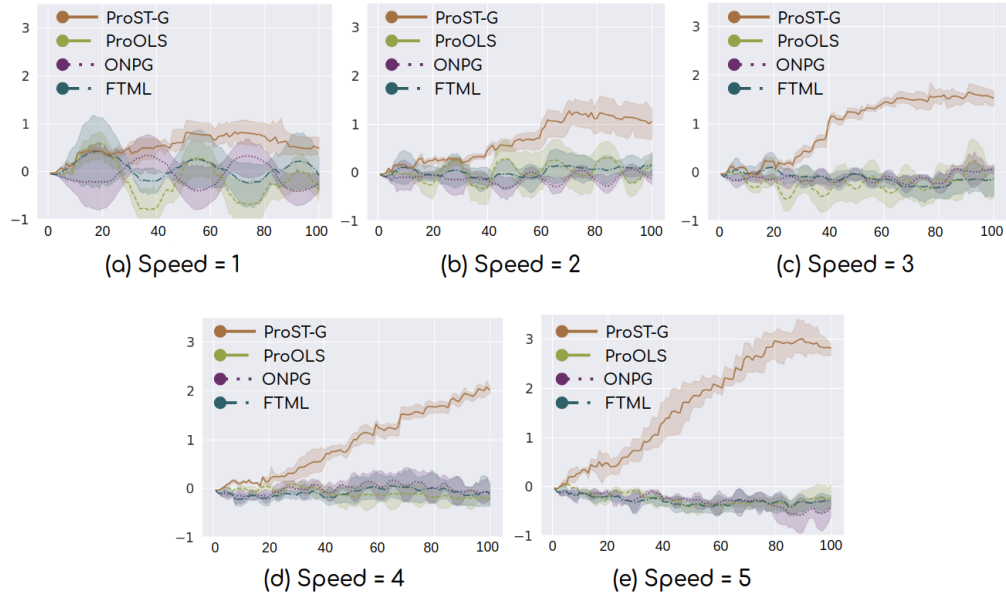 ProST-G
ProOLS
ONPG
FTML
3
2
1
0
−1
0 20 40 60 80 100
(a) Speed = 1
ProST-G
ProOLS
ONPG
FTML
3
2
1
0
−1
0 20 40 60 80 100
(b) Speed = 2
ProST-G
ProOLS
ONPG
FTML
3
2
1
0
−1
0 20 40 60 80 100
(c) Speed = 3
ProST-G
ProOLS
ONPG
FTML
3
2
1
0
−1
0 20 40 60 80 100
(d) Speed = 4
ProST-G
ProOLS
ONPG
FTML
3
2
1
0
−1
0 20 40 60 80 100
(e) Speed = 5